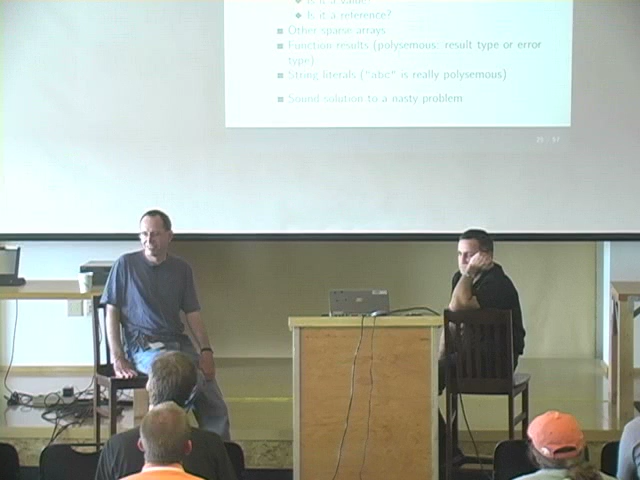 Is it a value?
Is it a reference?
Other sparse arrays
Function results (polysemous: result type or error
type)
String literals ("abc" is really polysemous)
Sound solution to a nasty problem